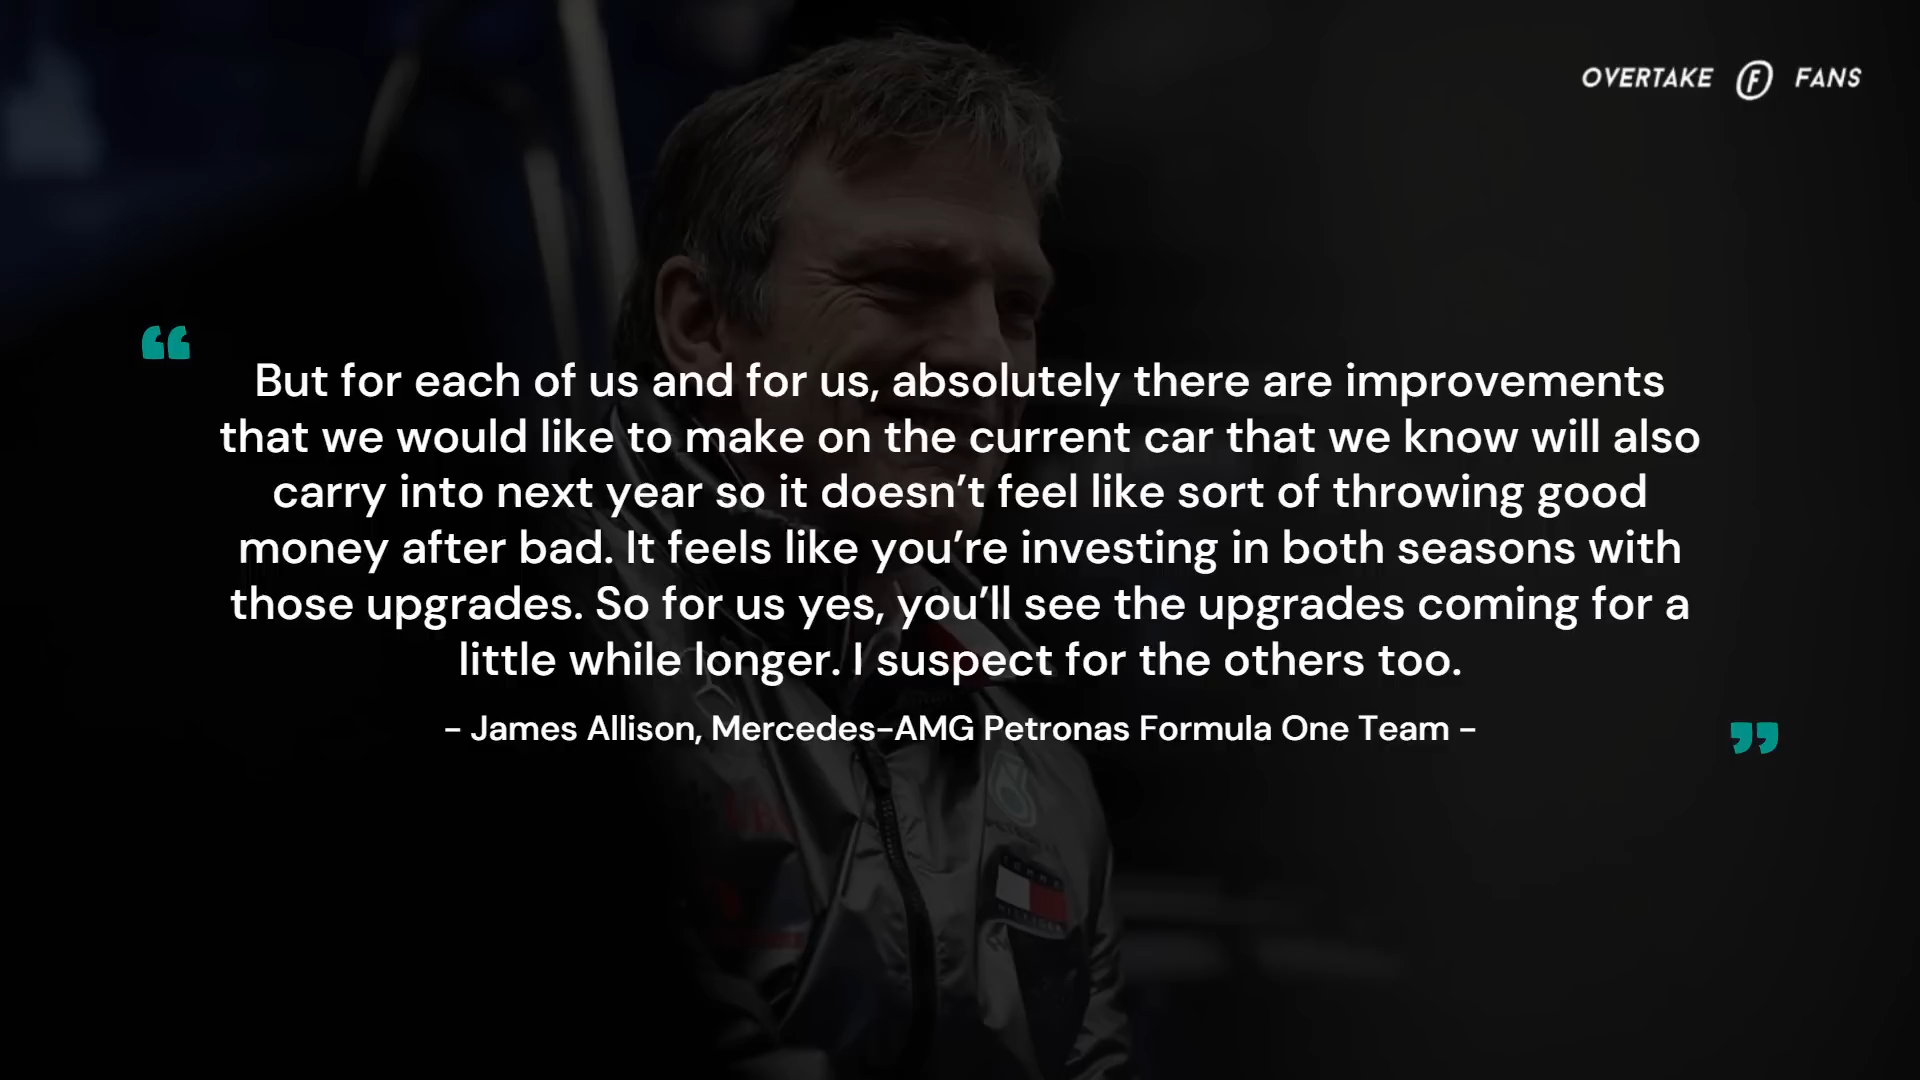 OVERTAKE F FANS
“
But for each of us and for us, absolutely there are improvements
that we would like to make on the current car that we know will also
carry into next year so it doesn’t feel like sort of throwing good
money after bad. It feels like you’re investing in both seasons with
those upgrades. So for us yes, you’ll see the upgrades coming for a
little while longer. I suspect for the others too.
- James Allison, Mercedes-AMG Petronas Formula One Team -
”
TOMMY
HILFIGER